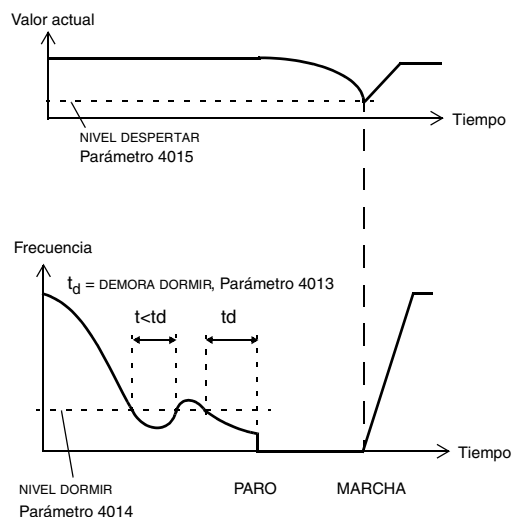 Valor actual
Tiempo
NIVEL DESPERTAR
Parámetro 4015
Frecuencia
td = DEMORA DORMIR, Parámetro 4013
t<td
td
Tiempo
NIVEL DORMIR
Parámetro 4014
PARO
MARCHA